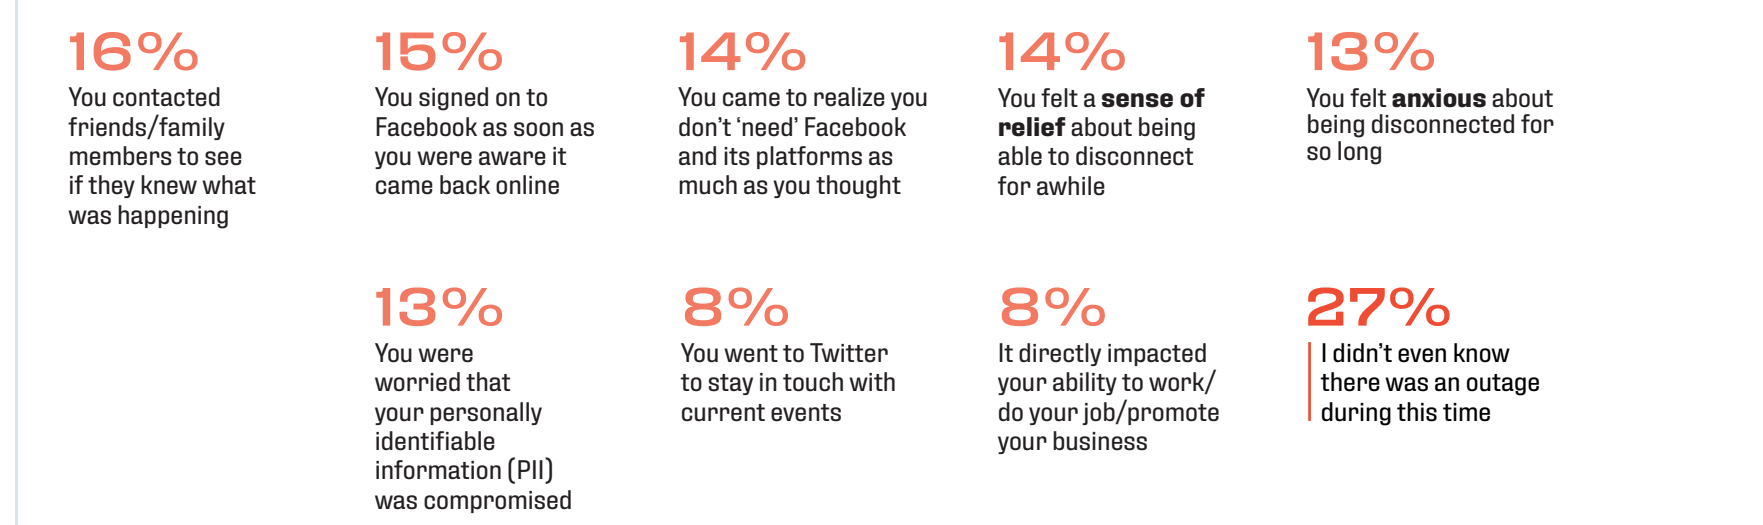 16%
You contacted
friends/family
members to see
if they knew what
was happening
15%
You signed on to
Facebook as soon as
you were aware it
came back online
14%
You came to realize you
don't ‘need’ Facebook
and its platforms as
much as you thought
14%
You felt a sense of
relief about being
able to disconnect
for awhile
13%
You felt anxious about
being disconnected for
so long
13%
You were
worried that
your personally
identifiable
information (PII)
was compromised
8%
You went to Twitter
to stay in touch with
current events
8%
It directly impacted
your ability to work/
do your job/promote
your business
27%
I didn't even know
there was an outage
during this time